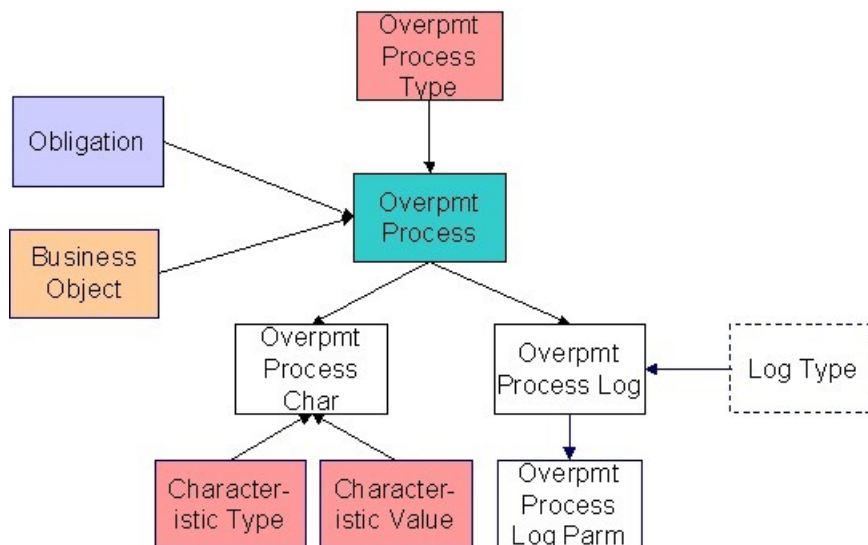 Overpmt
Process
Type
Obligation
Overpmt
Process
Business
Object
Overpmt
Process
Char
Overpmt
Process Log
Log Type
Character-
istic Type
Character-
istic Value
Overpmt
Process
Log Parm